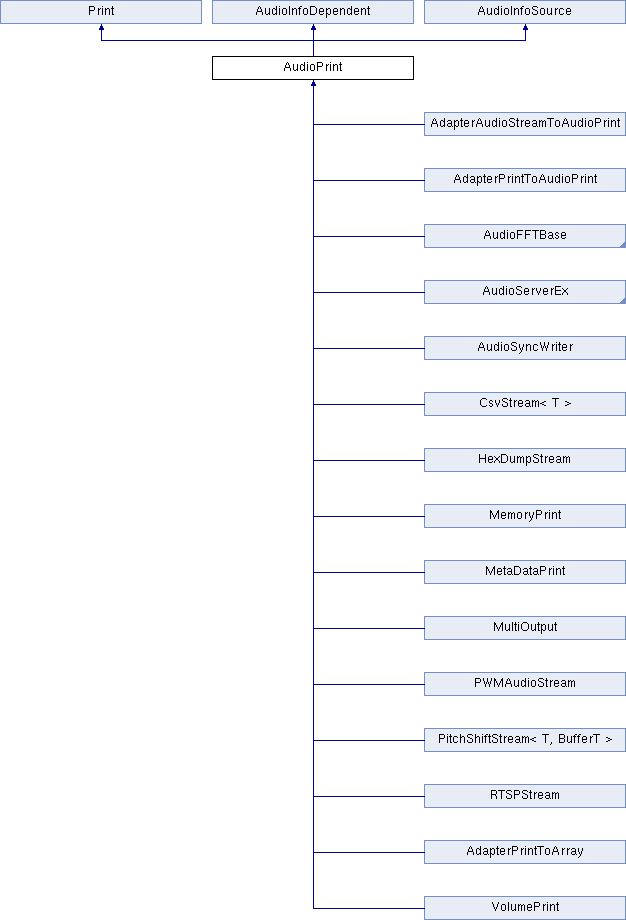 Print
AudioInfoDependent
AudioInfoSource
AudioPrint
AdapterAudioStreamToAudioPrint
AdapterPrintToAudioPrint
AudioFFTBase
AudioServerEx
AudioSyncWriter
CsvStream< T >
HexDumpStream
MemoryPrint
MetaDataPrint
MultiOutput
PWMAudioStream
PitchShiftStream< T, BufferT >
RTSPStream
AdapterPrintToArray
VolumePrint